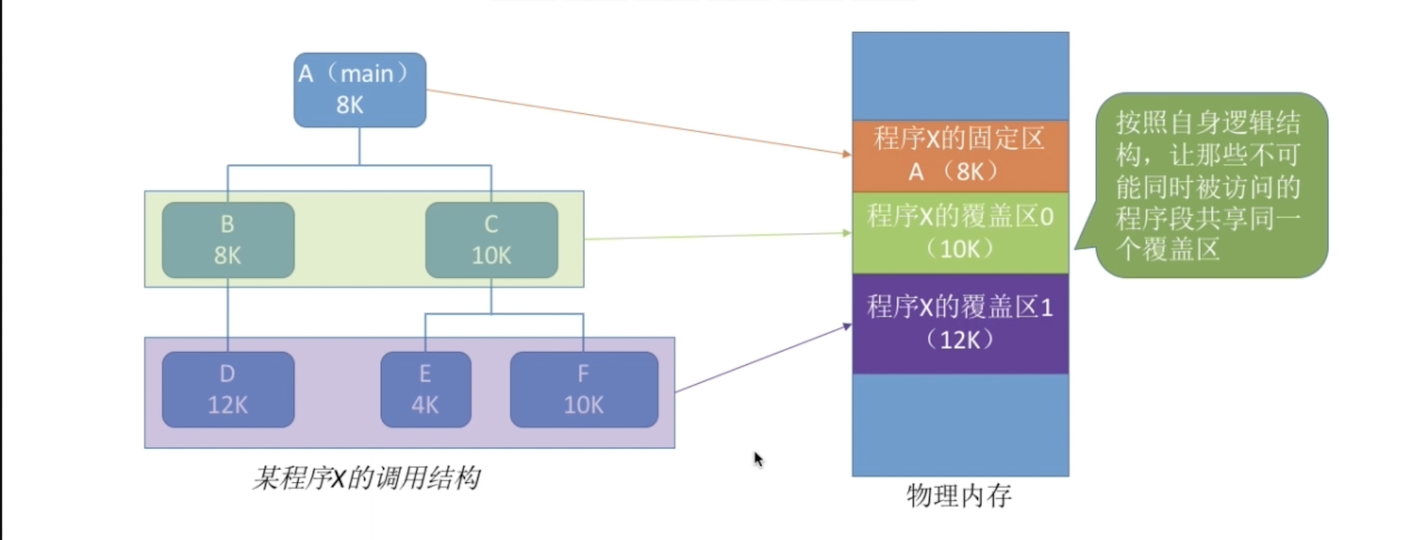 A（main）
8K
B
8K
C
10K
D
12K
E
4K
F
10K
某程序X的调用结构
程序X的固定区
A （8K）
程序X的覆盖区0
（10K）
程序X的覆盖区1
（12K）
物理内存
按照自身逻辑结
构，让那些不可
能同时被访问的
程序段共享同一
个覆盖区